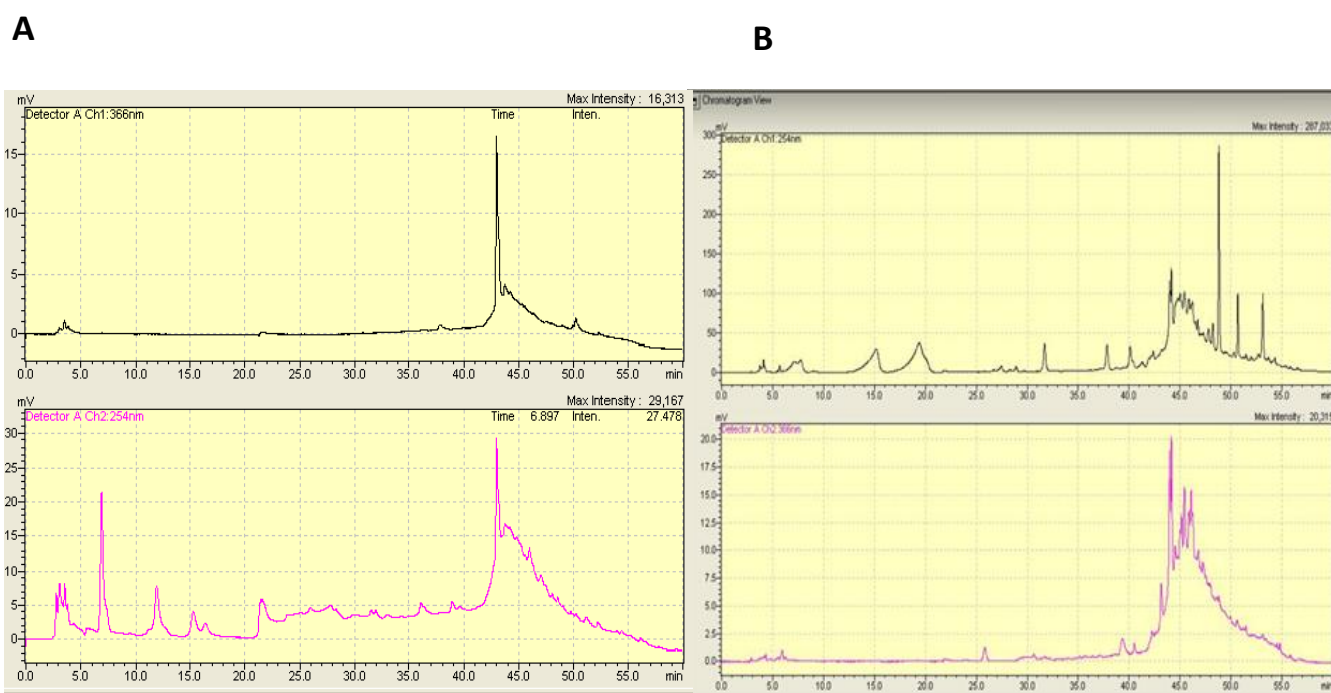 A
B
mV
Max Intensity : 16,313
Detector A Ch1:366nm Time Inten.
15
10
5
0
0.0 5.0 10.0 15.0 20.0 25.0 30.0 35.0 40.0 45.0 50.0 55.0 min
mV
Max Intensity : 29,167
Detector A Ch2:254nm Time 6.897 Inten. 27.478
30
25
20
15
10
5
0
0.0 5.0 10.0 15.0 20.0 25.0 30.0 35.0 40.0 45.0 50.0 55.0 min
Chromatogram View
mV
Max Intensity : 287,03
Detector A Ch1:254nm
300
250
200
150
100
50
0
0.0 5.0 10.0 15.0 20.0 25.0 30.0 35.0 40.0 45.0 50.0 55.0
mV
Max Intensity : 20,315
Detector A Ch2:366nm
20.0
17.5
15.0
12.5
10.0
7.5
5.0
2.5
0.0
0.0 5.0 10.0 15.0 20.0 25.0 30.0 35.0 40.0 45.0 50.0 55.0